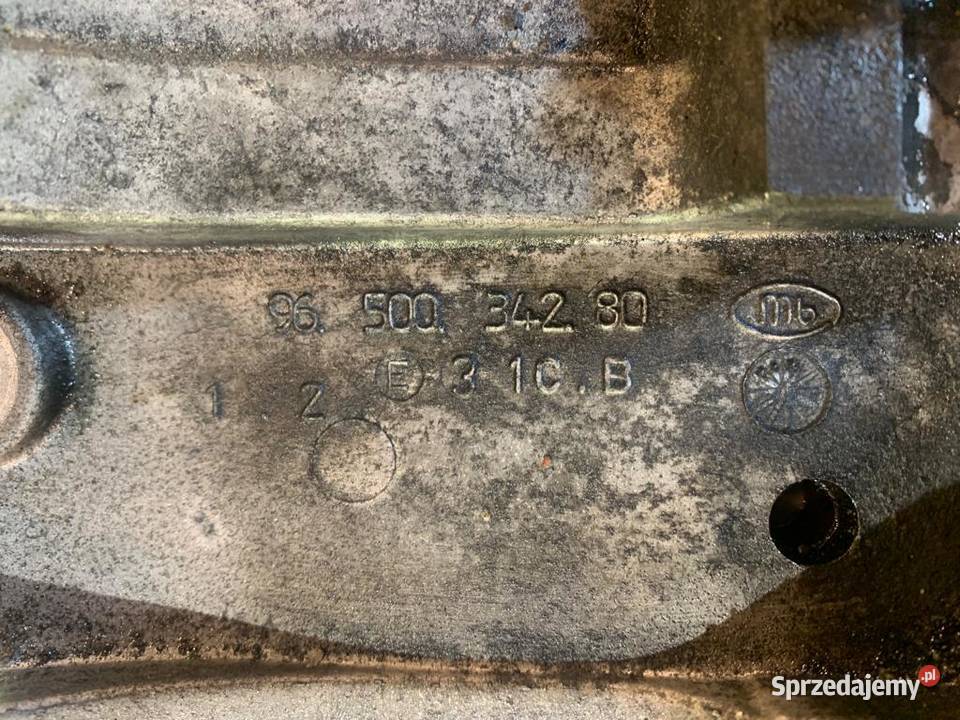 96. 500. 342. 80 mb
1 2 E 3 1C.B
Sprzedajemy.pl